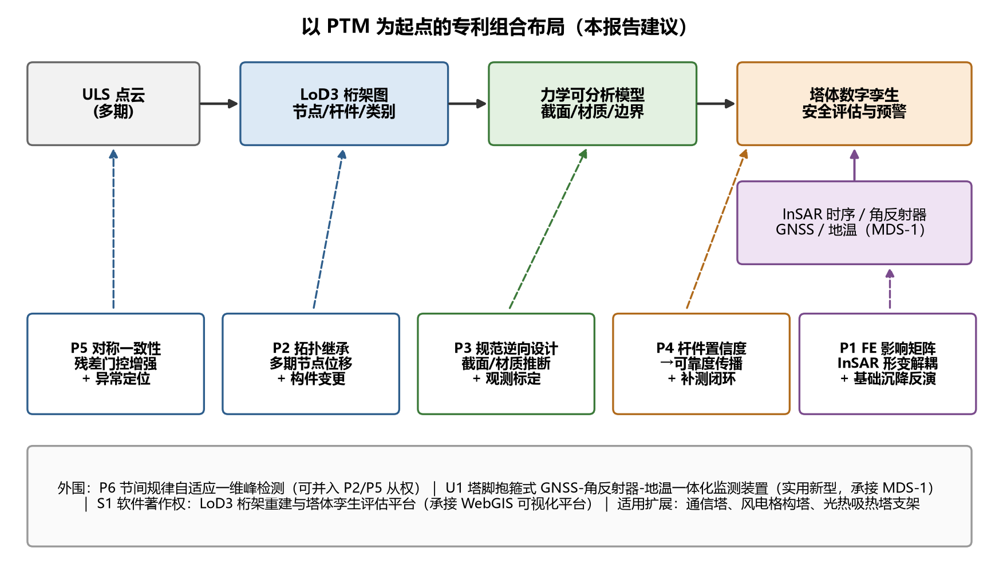 以 PTM 为起点的专利组合布局（本报告建议）
ULS 点云
（多期）
LoD3 桁架图
节点/杆件/类别
力学可分析模型
截面/材质/边界
塔体数字孪生
安全评估与预警
InSAR 时序 / 角反射器
GNSS / 地温（MDS-1）
P5 对称一致性
残差门控增强
+ 异常定位
P2 拓扑继承
多期节点位移
+ 构件变更
P3 规范逆向设计
截面/材质推断
+ 观测标定
P4 杆件置信度
→可靠度传播
+ 补测闭环
P1 FE 影响矩阵
InSAR 形变解耦
+ 基础沉降反演
外围：P6 节间规律自适应一维峰检测（可并入 P2/P5 从权） | U1 塔脚抱箍式 GNSS-角反射器-地温一体化监测装置（实用新型，承接 MDS-1）
| S1 软件著作权：LoD3 桁架重建与塔体孪生评估平台（承接 WebGIS 可视化平台） | 适用扩展：通信塔、风电格构塔、光热吸热塔支架